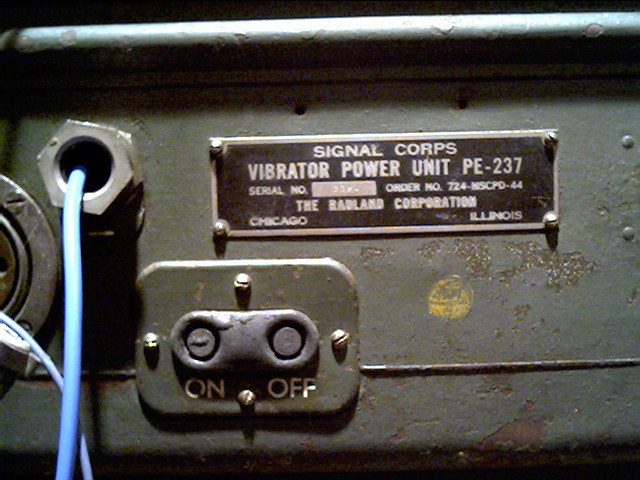 SIGNAL CORPS
VIBRATOR POWER UNIT PE-237
SERIAL NO. ORDER NO. 724-MSCPD-44
THE RAULAND CORPORATION
CHICAGO ILLINOIS
ON OFF